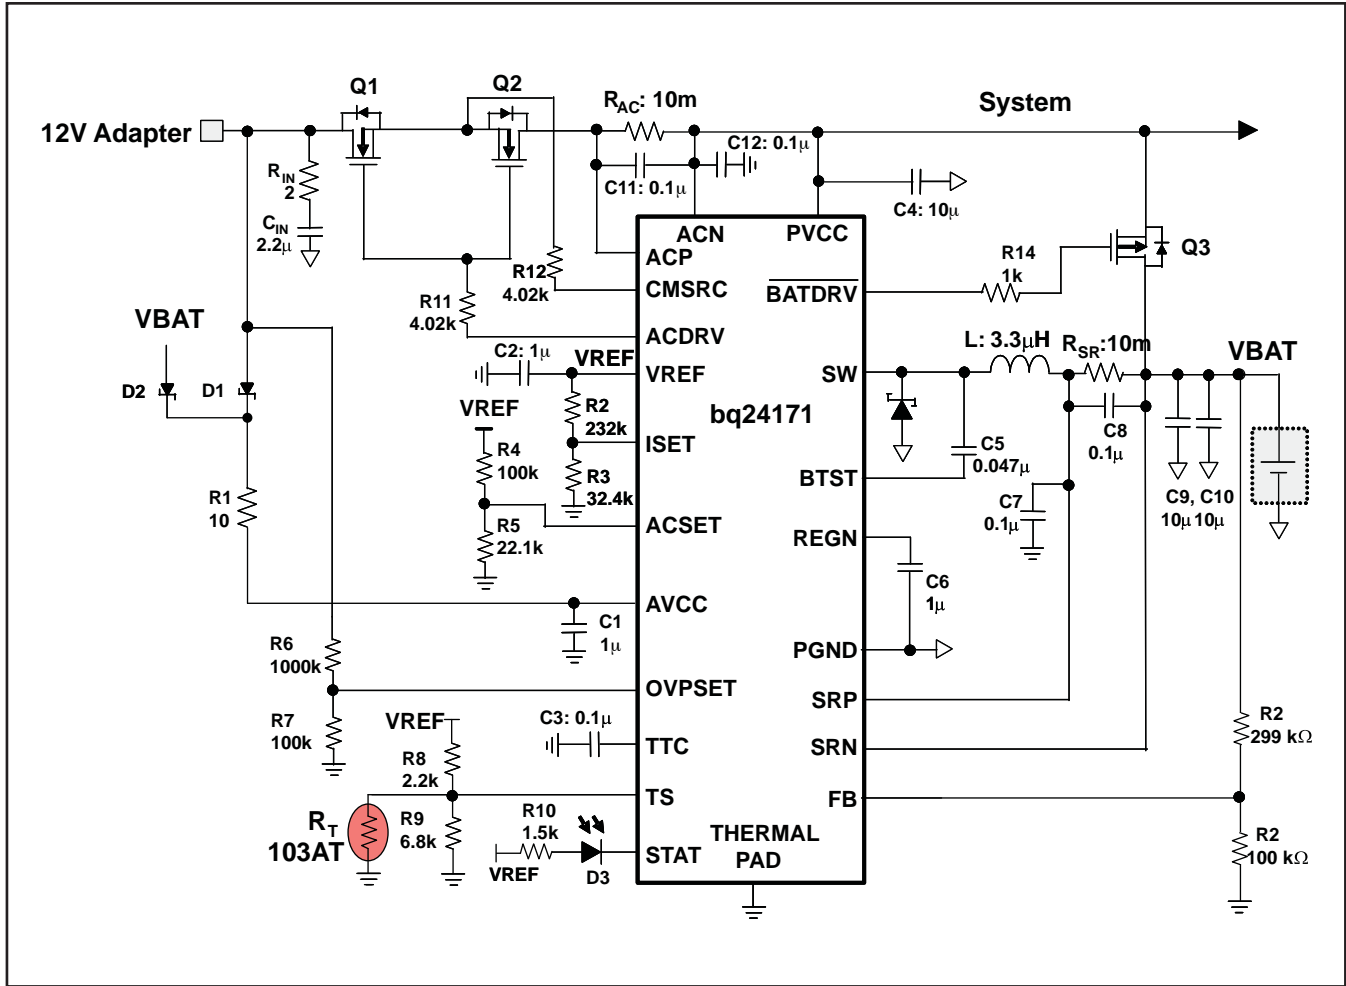 Q1
Q2
R_AC: 10m
System
12V Adapter
C12: 0.1μ
R_IN
2
C11: 0.1μ
C4: 10μ
C_IN
2.2μ
ACN
PVCC
ACP
Q3
R12
4.02k
CMSRC
BATDRV
R14
1k
R11
4.02k
VBAT
ACDRV
L: 3.3μH
R_SR:10m
VBAT
C2: 1μ
VREF
VREF
SW
D2
D1
VREF
R2
232k
bq24171
C8
0.1μ
R4
100k
ISET
C5
0.047μ
R3
32.4k
BTST
R1
10
C7
0.1μ
C9, C10
10μ 10μ
R5
22.1k
ACSET
REGN
C6
1μ
AVCC
C1
1μ
R6
1000k
PGND
OVPSET
SRP
R7
100k
VREF
C3: 0.1μ
R2
299 kΩ
TTC
SRN
R8
2.2k
TS
FB
R_T
103AT
R9
6.8k
R10
1.5k
THERMAL
PAD
R2
100 kΩ
STAT
VREF
D3